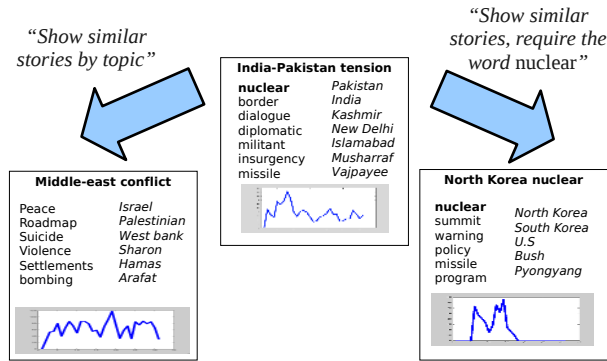 “Show similar
stories by topic”
“Show similar
stories, require the
word nuclear”
India-Pakistan tension
nuclear Pakistan
border India
dialogue Kashmir
diplomatic New Delhi
militant Islamabad
insurgency Musharraf
missile Vajpayee
Middle-east conflict
Peace Israel
Roadmap Palestinian
Suicide West bank
Violence Sharon
Settlements Hamas
bombing Arafat
North Korea nuclear
nuclear North Korea
summit South Korea
warning U.S
policy Bush
missile Pyongyang
program